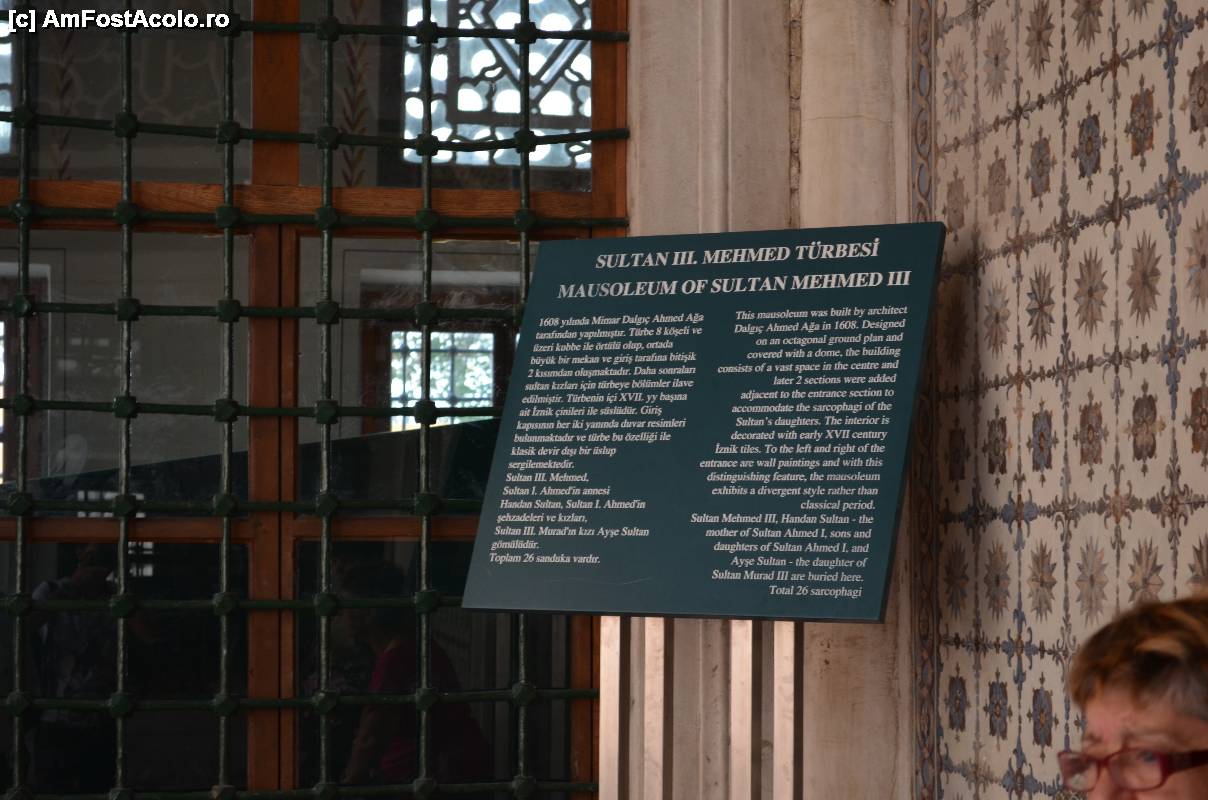 [c] AmFostAcolo.ro
SULTAN III. MEHMED TÜRBESİ
MAUSOLEUM OF SULTAN MEHMED III
1608 yılında Mimar Dalgıç Ahmed Ağa
tarafından yapılmıştır. Türbe 8 köşeli ve
üzeri kubbe ile örtülü olup, ortada
büyük bir mekan ve giriş tarafına bitişik
2 kısımdan oluşmaktadır. Daha sonraları
sultan kızları için türbeye bölümler ilave
edilmiştir. Türbenin içi XVII. yy başına
ait İznik çinileri ile süslüdür. Giriş
kapısının her iki yanında duvar resimleri
bulunmaktadır ve türbe bu özelliği ile
klasik devir dışı bir üslup
sergilemektedir.
Sultan III. Mehmed,
Sultan I. Ahmed'in annesi
Handan Sultan, Sultan I. Ahmed'in
şehzadeleri ve kızları,
Sultan III. Murad'ın kızı Ayşe Sultan
gömülüdür.
Toplam 26 sanduka vardır.
This mausoleum was built by architect
Dalgıç Ahmed Ağa in 1608. Designed
on an octagonal ground plan and
covered with a dome, the building
consists of a vast space in the centre and
later 2 sections were added
adjacent to the entrance section to
accommodate the sarcophagi of the
Sultan's daughters. The interior is
decorated with early XVII century
İznik tiles. To the left and right of the
entrance are wall paintings and with this
distinguishing feature, the mausoleum
exhibits a divergent style rather than
classical period.
Sultan Mehmed III, Handan Sultan - the
mother of Sultan Ahmed I, sons and
daughters of Sultan Ahmed I, and
Ayşe Sultan - the daughter of
Sultan Murad III are buried here.
Total 26 sarcophagi